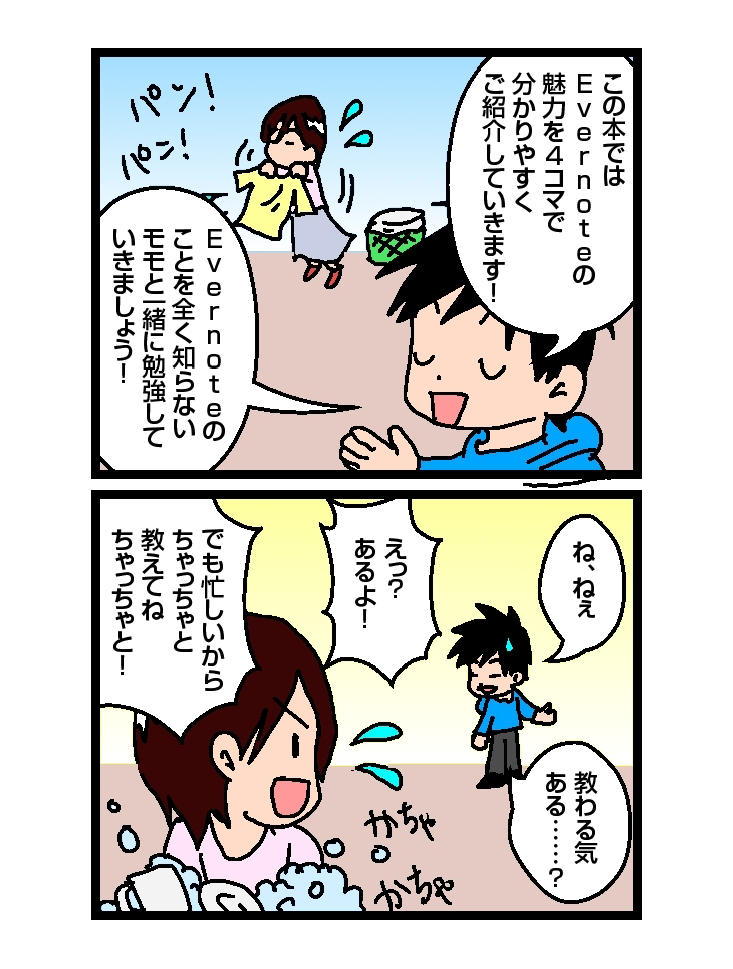 この本では
Evernoteの
魅力を4コマで
分かりやすく
ご紹介していきます！
パン！
パン！
Evernoteの
ことを全く知らない
モモと一緒に勉強して
いきましょう！
ね、ねぇ
教わる気
ある……？
えっ？
あるよ！
でも忙しいから
ちゃっちゃと
教えてね
ちゃっちゃと！
かちゃ
かちゃ